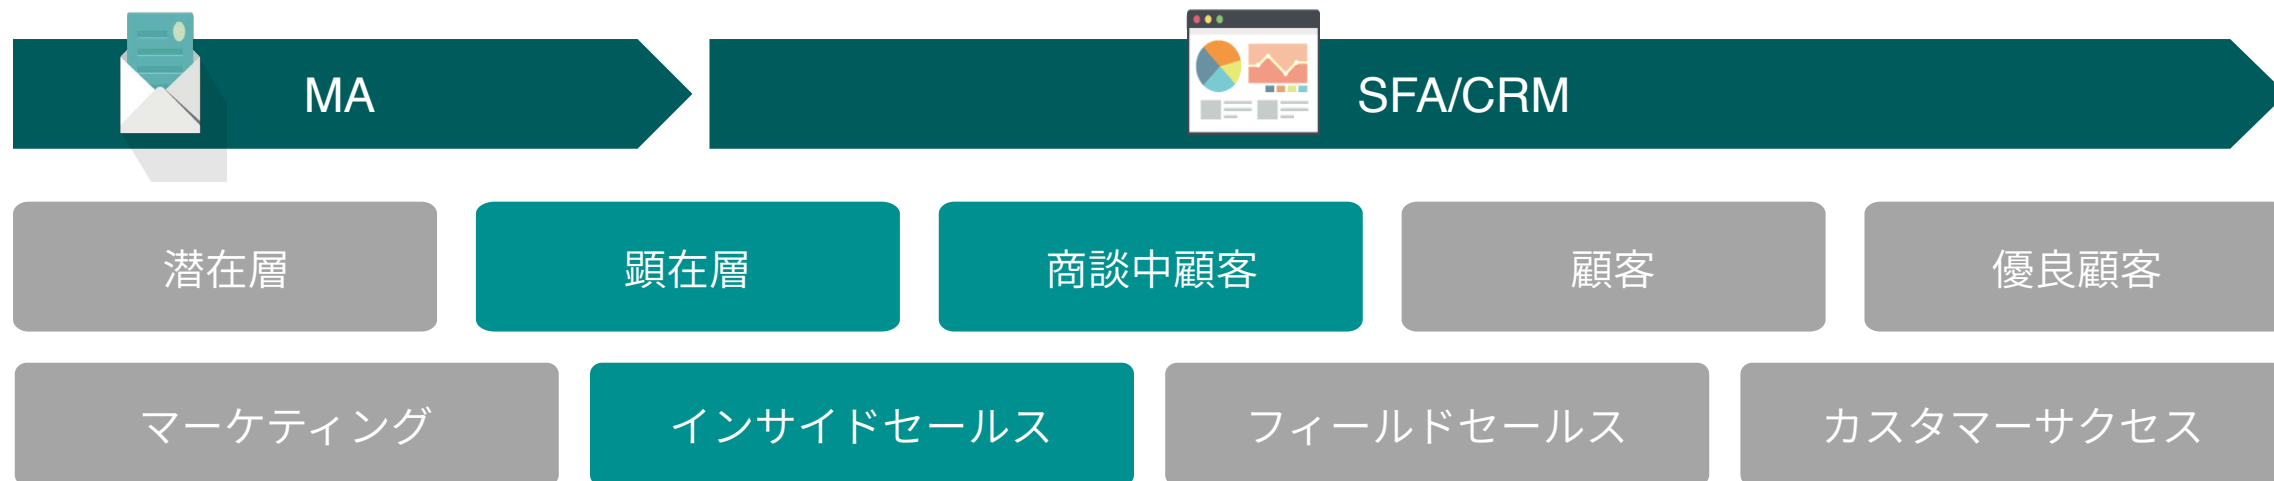 MA
SFA/CRM
潜在層
顕在層
商談中顧客
顧客
優良顧客
マーケティング
インサイドセールス
フィールドセールス
カスタマーサクセス